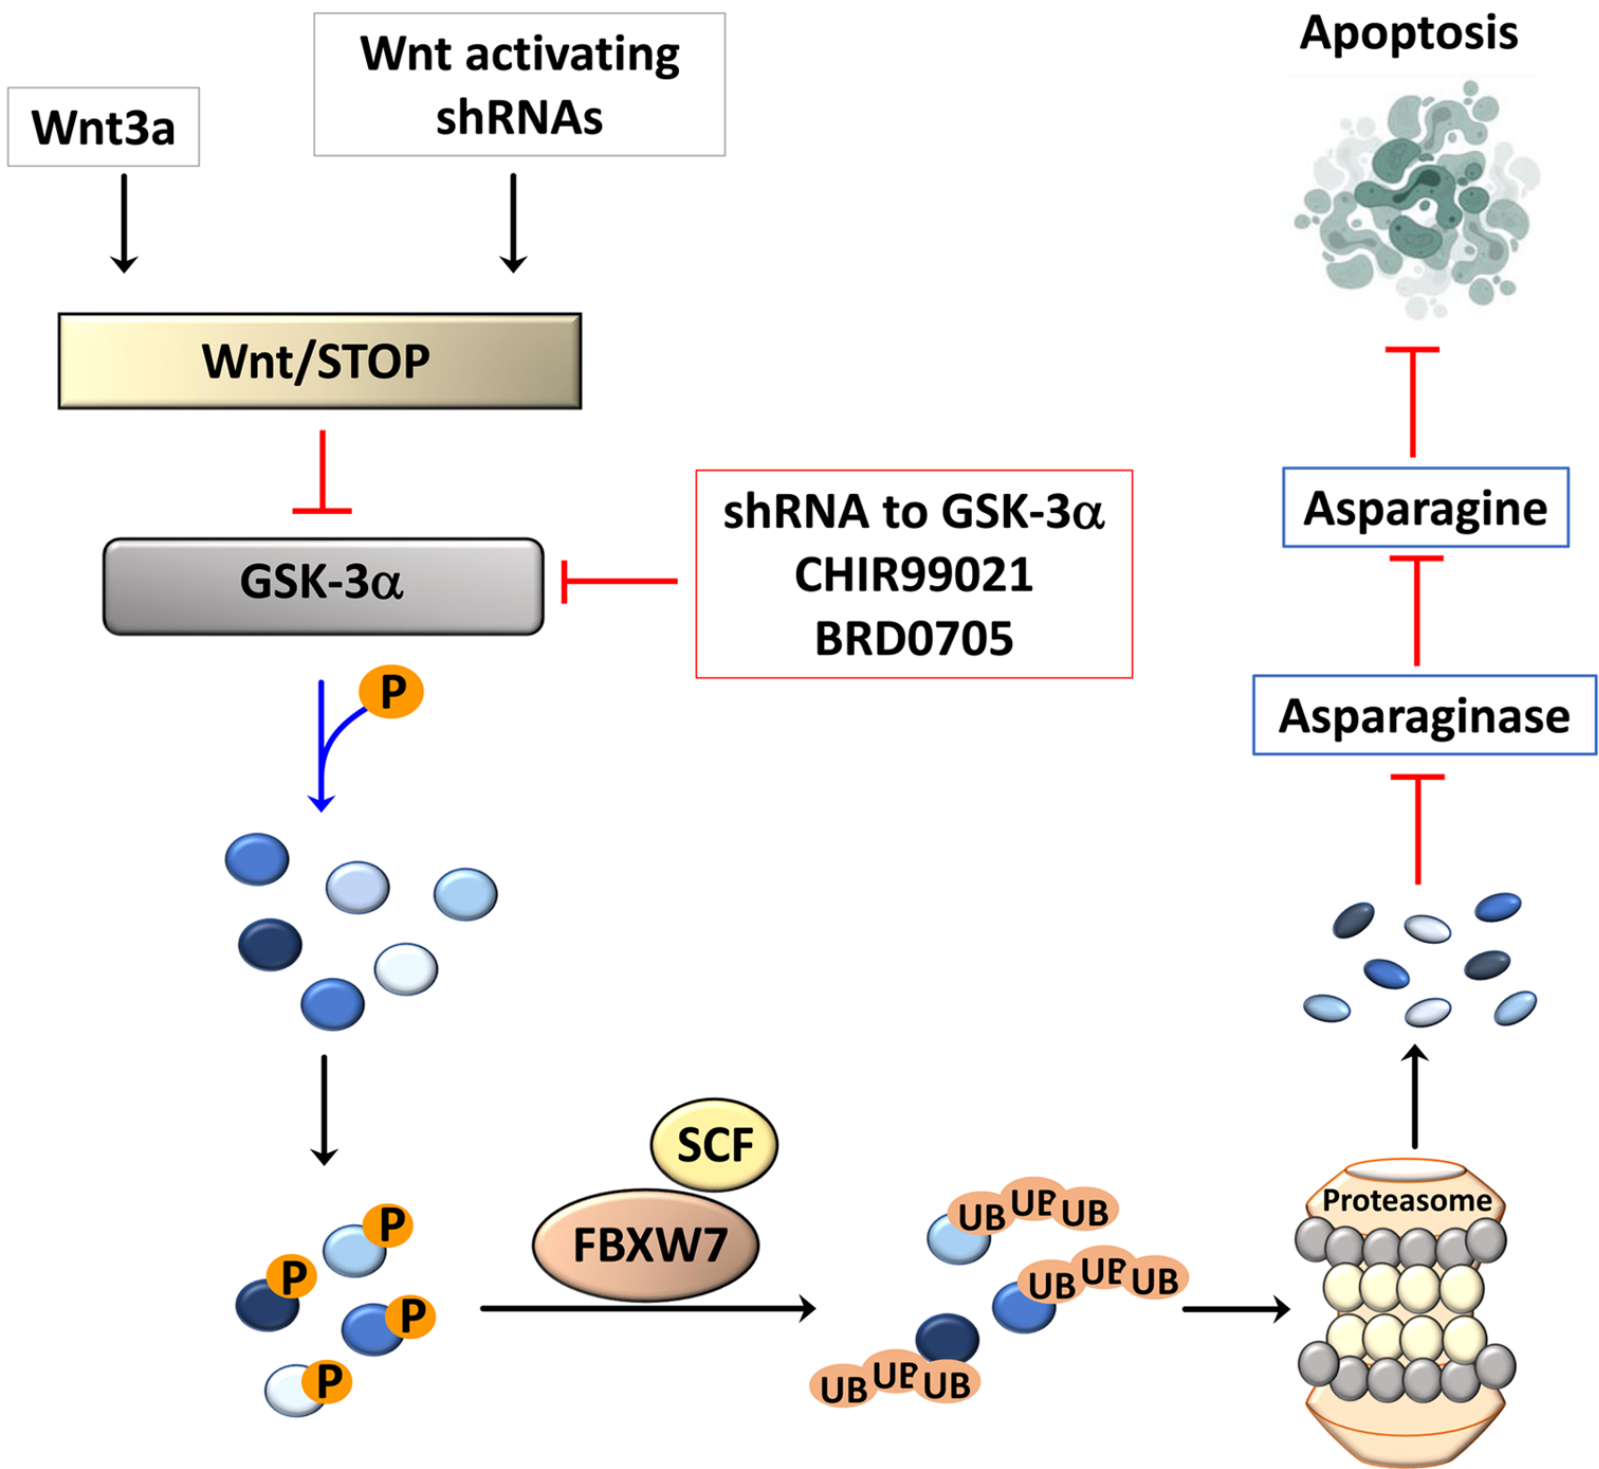 Wnt3a
Wnt activating
shRNAs
Wnt/STOP
GSK-3α
shRNA to GSK-3α
CHIR99021
BRD0705
P
P
P
P
P
SCF
FBXW7
UB
UB
UB
UB
UB
UB
UB
UB
UB
Proteasome
Asparaginase
Asparagine
Apoptosis